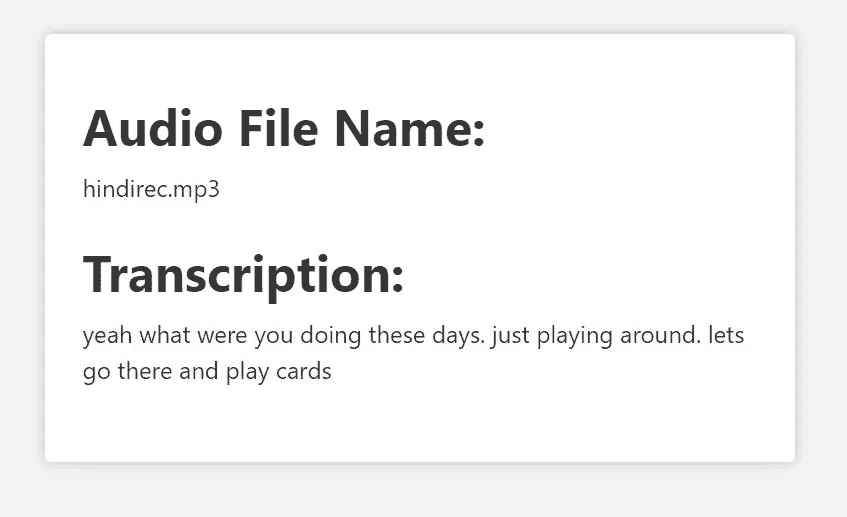 Audio File Name:
hindirec.mp3
Transcription:
yeah what were you doing these days. just playing around. lets
go there and play cards